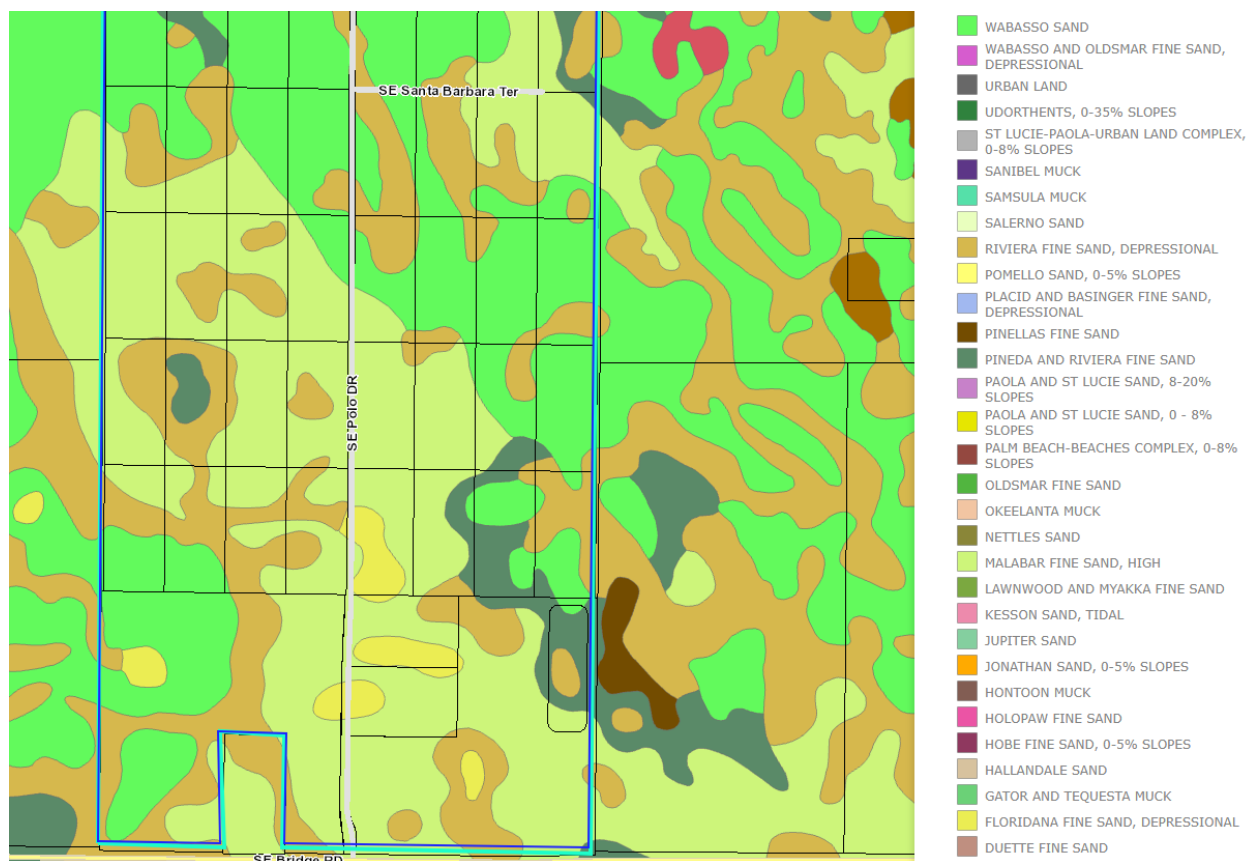 SE Santa Barbara Ter
SE Polo DR
SE Bridge RD
WABASSO SAND
WABASSO AND OLDSMAR FINE SAND,
DEPRESSIONAL
URBAN LAND
UDORTHENTS, 0-35% SLOPES
ST LUCIE-PAOLA-URBAN LAND COMPLEX,
0-8% SLOPES
SANIBEL MUCK
SAMSULA MUCK
SALERNO SAND
RIVIERA FINE SAND, DEPRESSIONAL
POMELLO SAND, 0-5% SLOPES
PLACID AND BASINGER FINE SAND,
DEPRESSIONAL
PINELLAS FINE SAND
PINEDA AND RIVIERA FINE SAND
PAOLA AND ST LUCIE SAND, 8-20%
SLOPES
PAOLA AND ST LUCIE SAND, 0 - 8%
SLOPES
PALM BEACH-BEACHES COMPLEX, 0-8%
SLOPES
OLDSMAR FINE SAND
OKEELANTA MUCK
NETTLES SAND
MALABAR FINE SAND, HIGH
LAWNWOOD AND MYAKKA FINE SAND
KESSON SAND, TIDAL
JUPITER SAND
JONATHAN SAND, 0-5% SLOPES
HONTOON MUCK
HOLOPAW FINE SAND
HOBE FINE SAND, 0-5% SLOPES
HALLANDALE SAND
GATOR AND TEQUESTA MUCK
FLORIDANA FINE SAND, DEPRESSIONAL
DUETTE FINE SAND